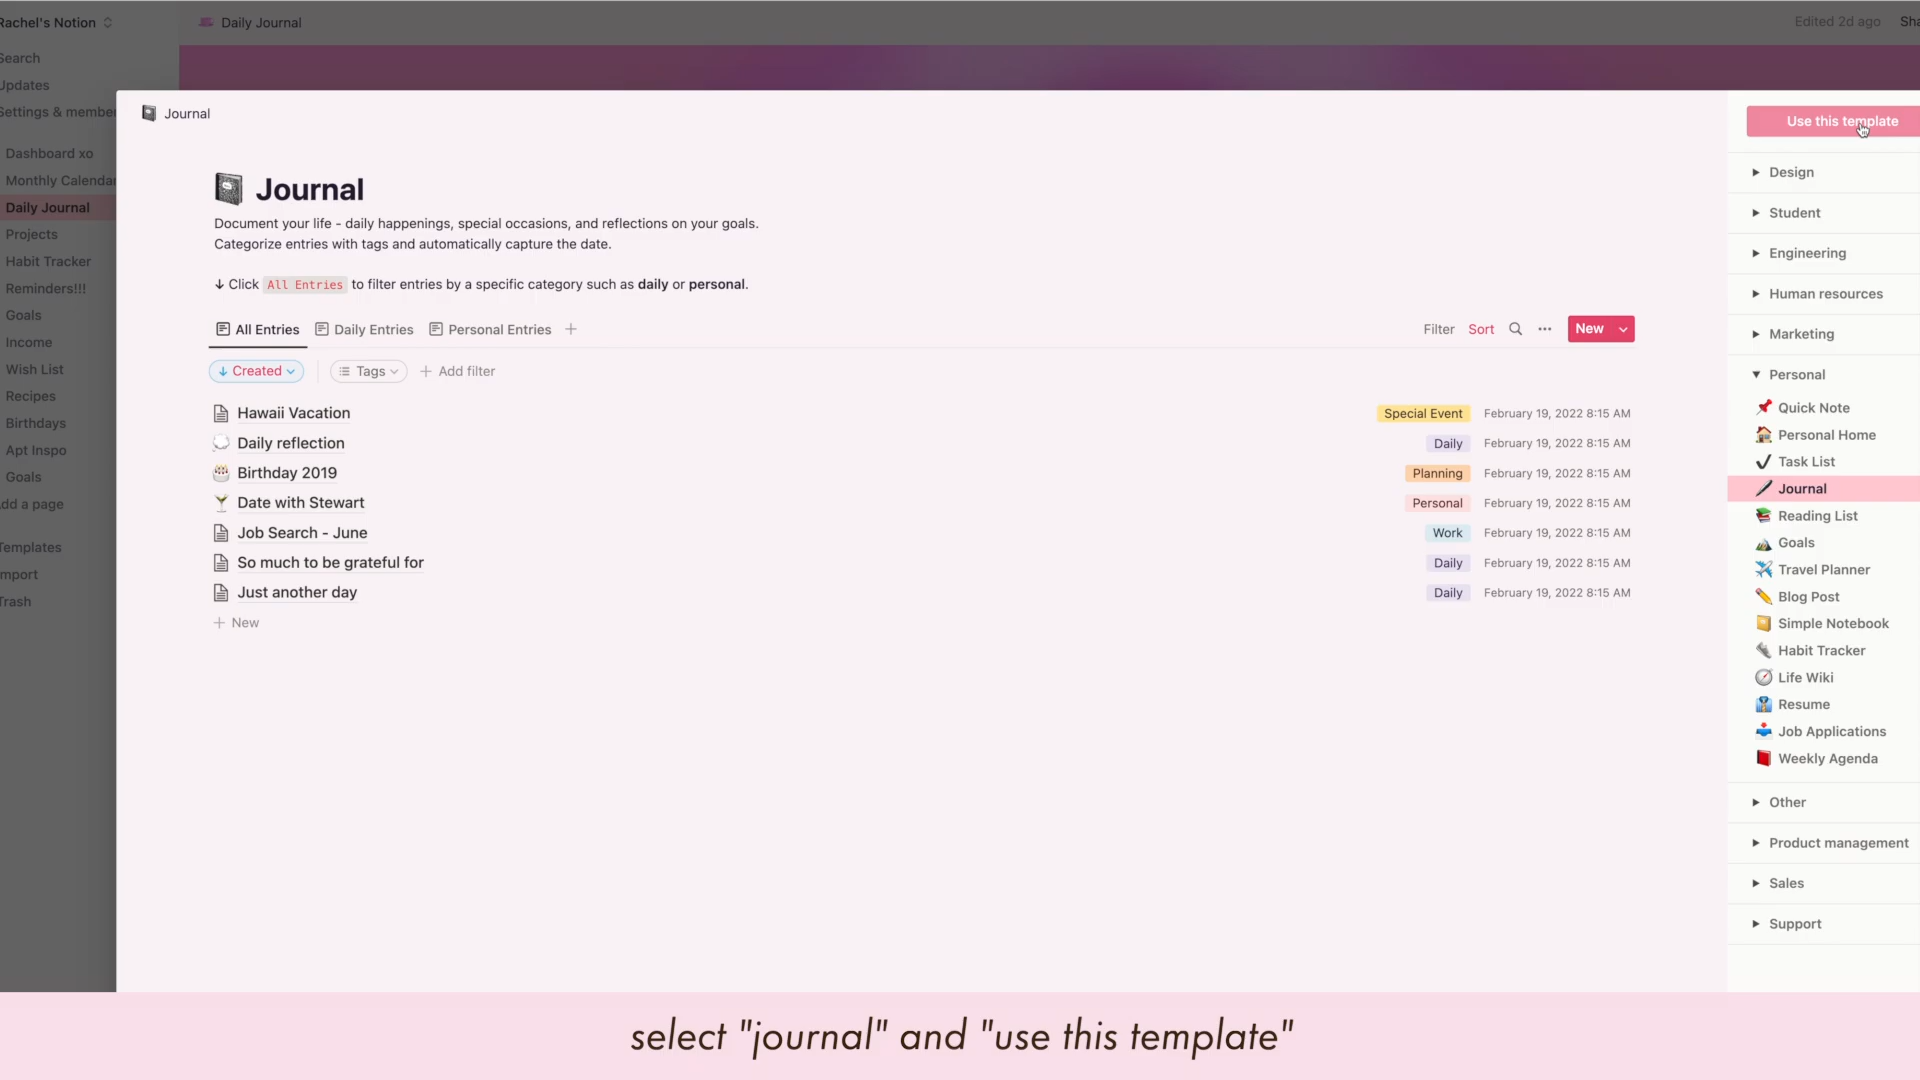 Rachel's Notion
Daily Journal
Edited 2d ago
Search
Updates
Settings &
Dashboard xo
Monthly
Daily Journal
Projects
Habit Tracker
Reminders!!!
Goals
Income
Wish List
Recipes
Birthdays
Apt Inspo
Goals
a page
Templates
Import
Trash
Journal
Journal
Document your life - daily happenings, special occasions, and reflections on your goals.
Categorize entries with tags and automatically capture the date.
↓ Click All Entries to filter entries by a specific category such as daily or personal.
All Entries Daily Entries Personal Entries +
Filter Sort ••• New
↓ Created Tags + Add filter
Hawaii Vacation Special Event February 19, 2022 8:15 AM
Daily reflection Daily February 19, 2022 8:15 AM
Birthday 2019 Planning February 19, 2022 8:15 AM
Date with Stewart Personal February 19, 2022 8:15 AM
Job Search - June Work February 19, 2022 8:15 AM
So much to be grateful for Daily February 19, 2022 8:15 AM
Just another day Daily February 19, 2022 8:15 AM
+ New
Use this template
Design
Student
Engineering
Human resources
Marketing
Personal
Quick Note
Personal Home
Task List
Journal
Reading List
Goals
Travel Planner
Blog Post
Simple Notebook
Habit Tracker
Life Wiki
Resume
Job Applications
Weekly Agenda
Other
Product management
Sales
Support
select "journal" and "use this template"